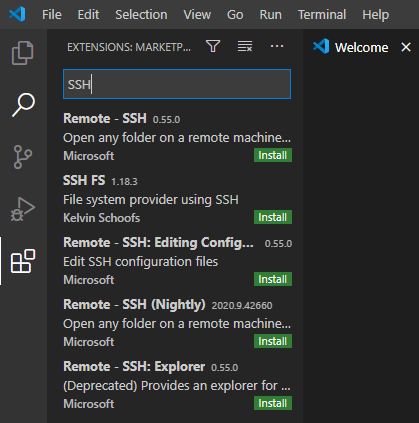 File Edit Selection View Go Run Terminal Help
EXTENSIONS: MARKETP...
Welcome
SSH
Remote - SSH 0.55.0
Open any folder on a remote machine...
Microsoft Install
SSH FS 1.18.3
File system provider using SSH
Kelvin Schoofs Install
Remote - SSH: Editing Config... 0.55.0
Edit SSH configuration files
Microsoft Install
Remote - SSH (Nightly) 2020.9.42660
Open any folder on a remote machine...
Microsoft Install
Remote - SSH: Explorer 0.55.0
(Deprecated) Provides an explorer for ...
Microsoft Install